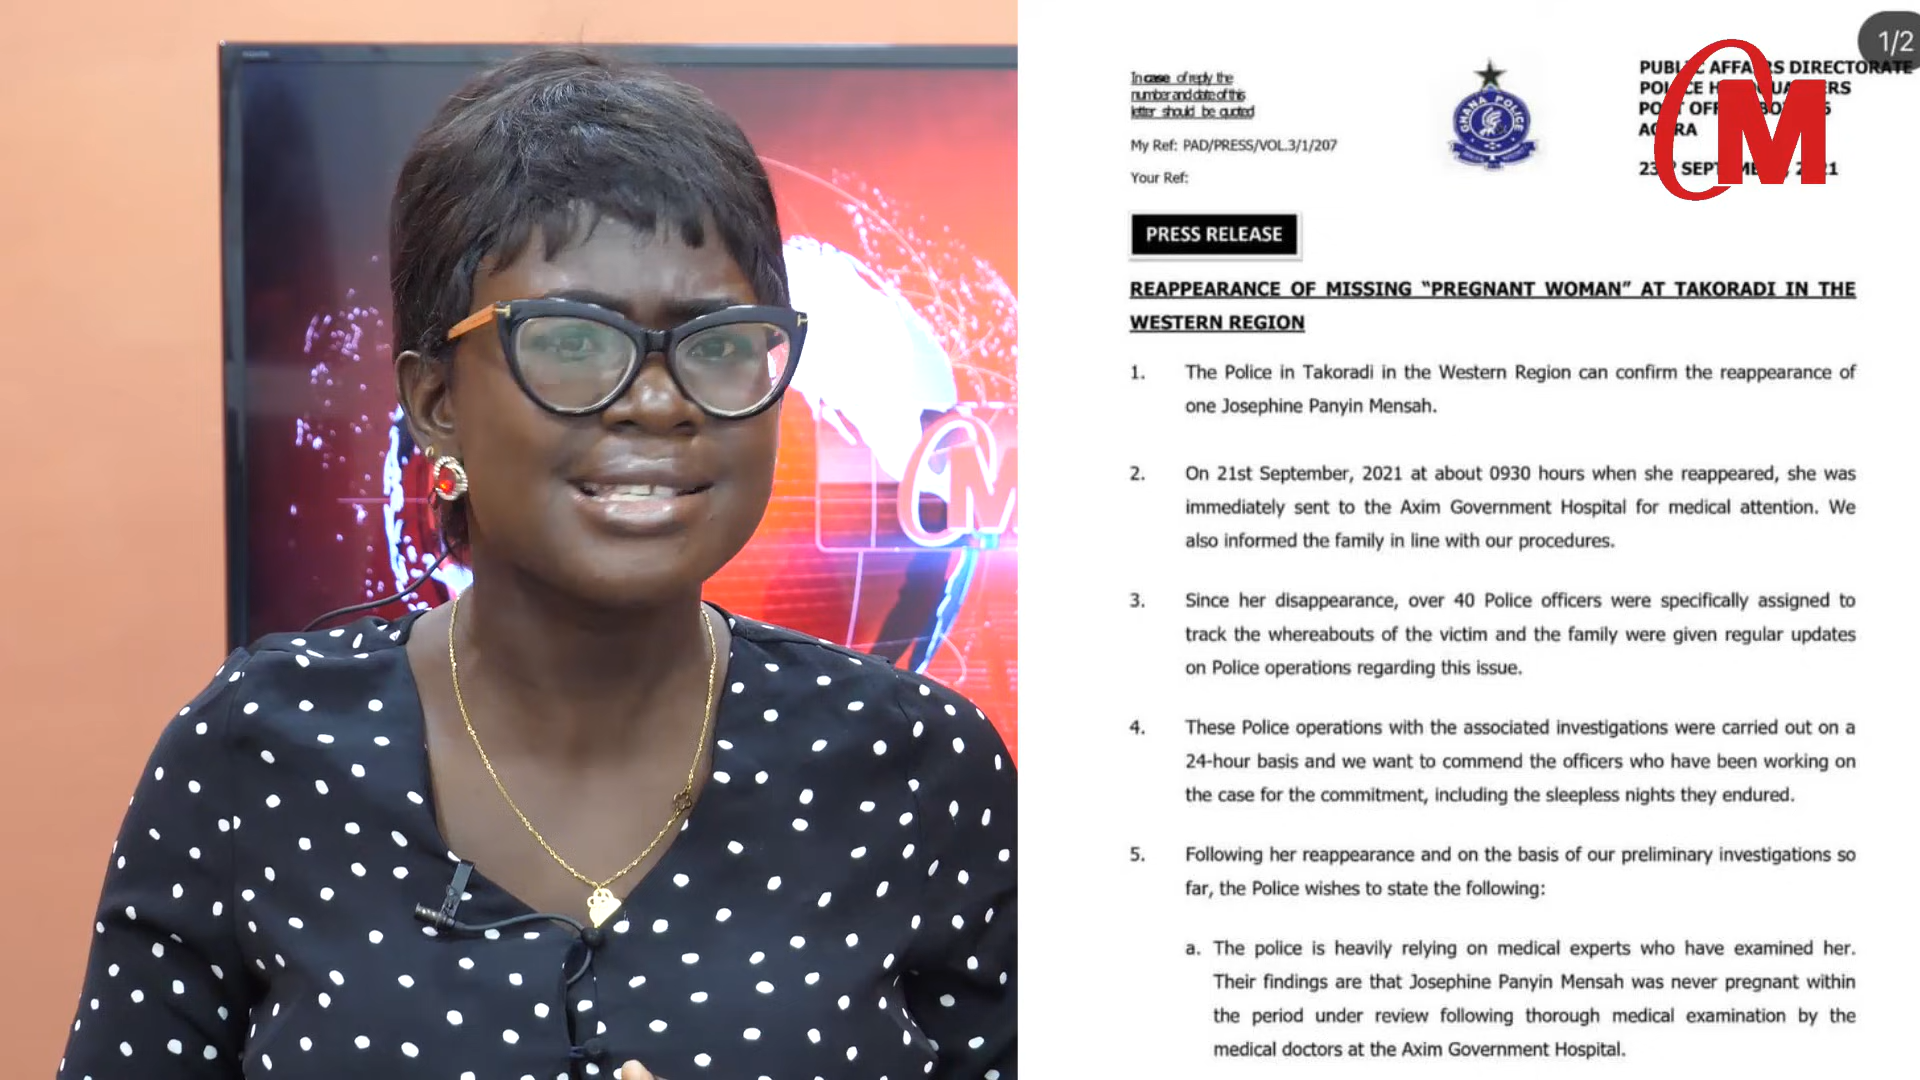 1/2
In case of reply the
number and date of this
letter should be quoted
My Ref: PAD/PRESS/VOL.3/1/207
Your Ref:
GHANA POLICE
AFFAIRS DIRECTORATE
M
PRESS RELEASE
REAPPEARANCE OF MISSING “PREGNANT WOMAN” AT TAKORADI IN THE
WESTERN REGION
1. The Police in Takoradi in the Western Region can confirm the reappearance of
one Josephine Panyin Mensah.
2. On 21st September, 2021 at about 0930 hours when she reappeared, she was
immediately sent to the Axim Government Hospital for medical attention. We
also informed the family in line with our procedures.
3. Since her disappearance, over 40 Police officers were specifically assigned to
track the whereabouts of the victim and the family were given regular updates
on Police operations regarding this issue.
4. These Police operations with the associated investigations were carried out on a
24-hour basis and we want to commend the officers who have been working on
the case for the commitment, including the sleepless nights they endured.
5. Following her reappearance and on the basis of our preliminary investigations so
far, the Police wishes to state the following:
a. The police is heavily relying on medical experts who have examined her.
Their findings are that Josephine Panyin Mensah was never pregnant within
the period under review following thorough medical examination by the
medical doctors at the Axim Government Hospital.